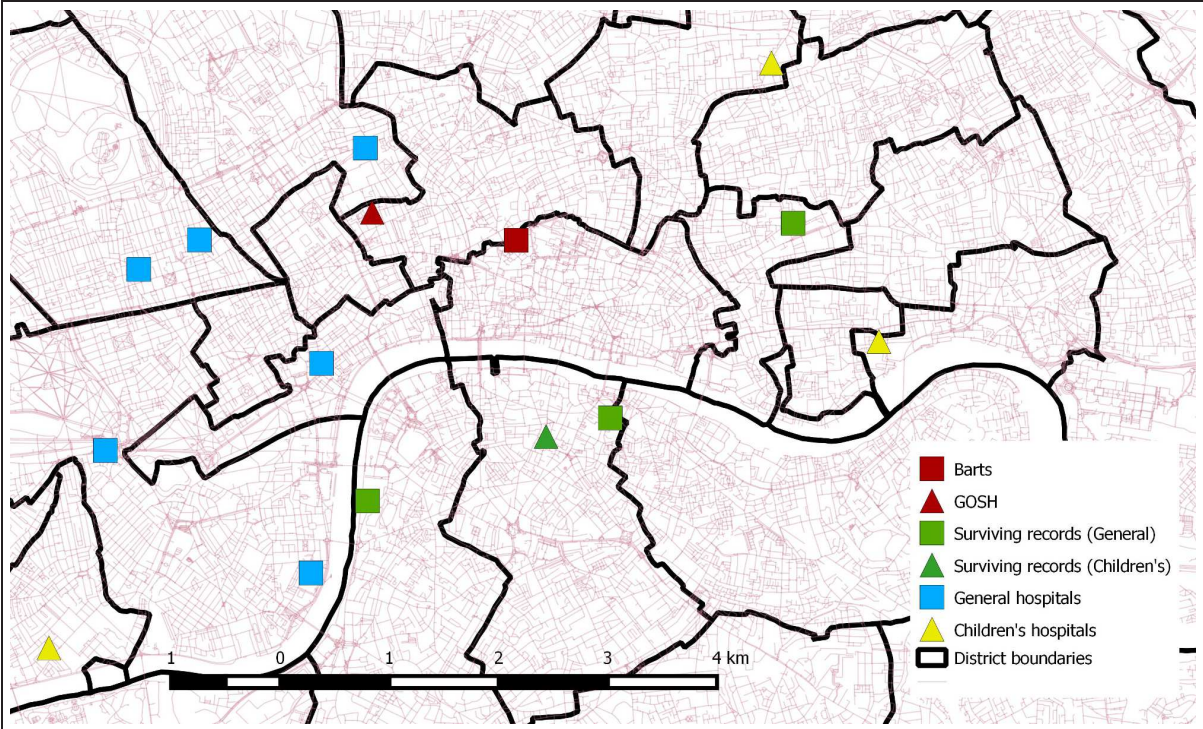 Barts
GOSH
Surviving records (General)
Surviving records (Children's)
General hospitals
Children's hospitals
District boundaries
1 0 1 2 3 4 km